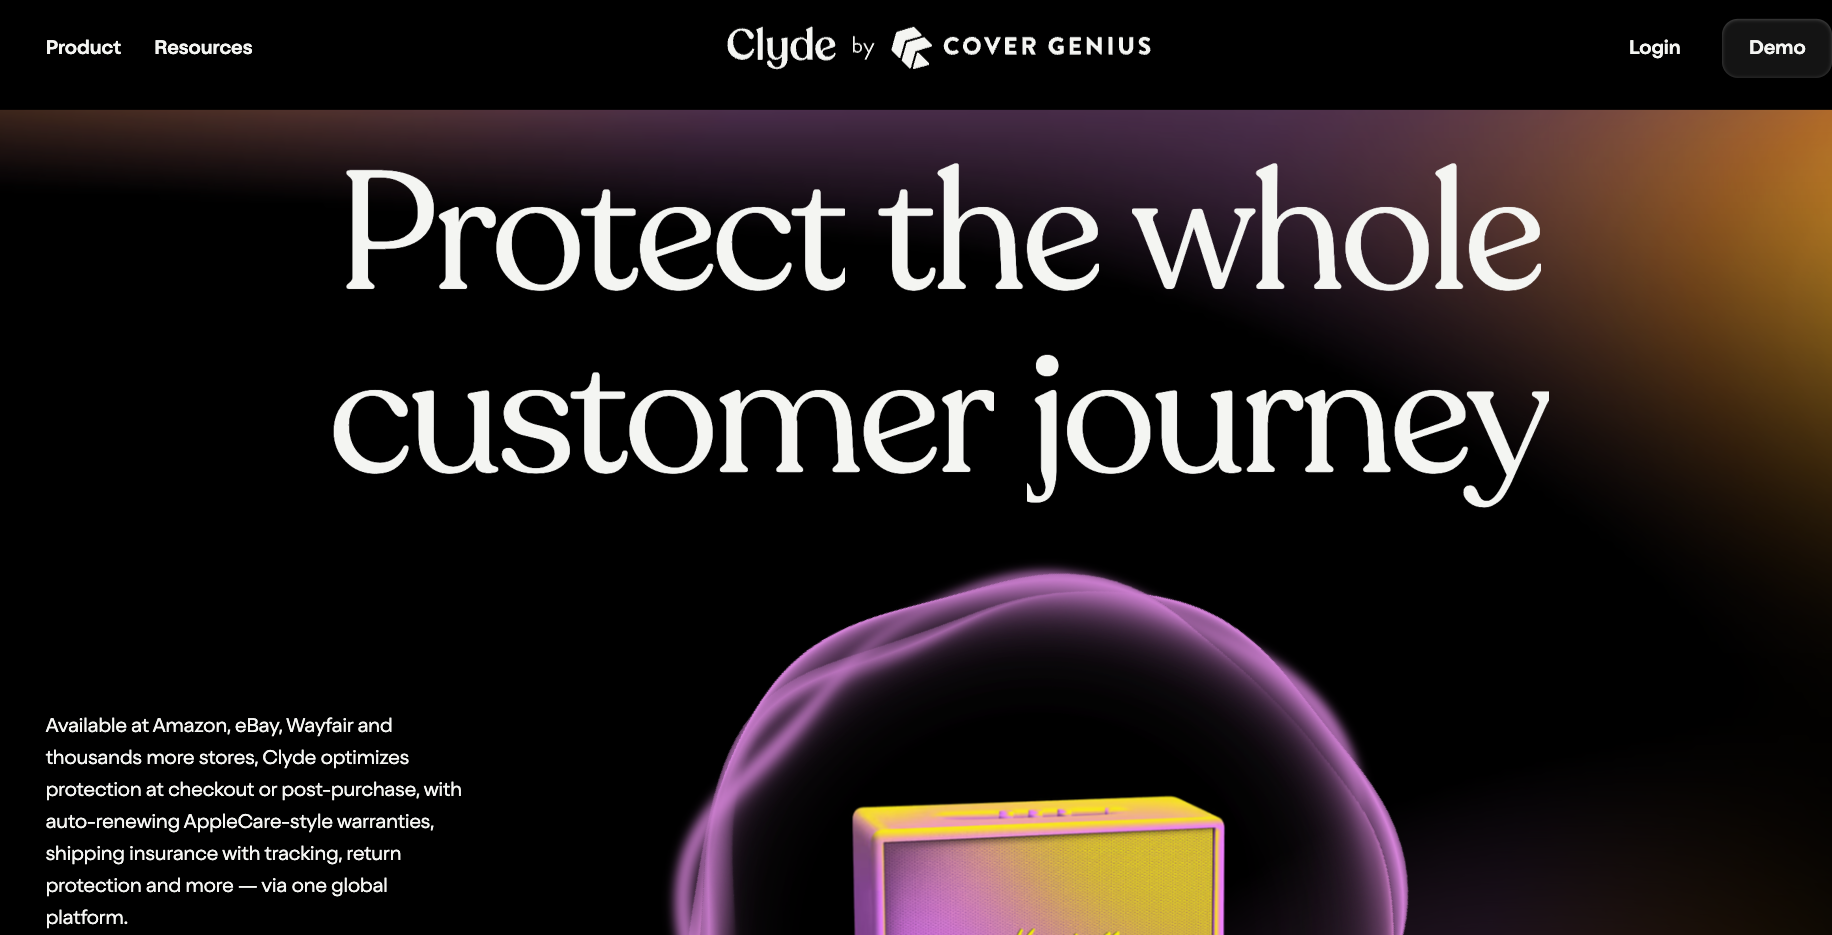 Product Resources Clyde by COVER GENIUS Login Demo
Protect the whole
customer journey
Available at Amazon, eBay, Wayfair and
thousands more stores, Clyde optimizes
protection at checkout or post-purchase, with
auto-renewing AppleCare-style warranties,
shipping insurance with tracking, return
protection and more — via one global
platform.